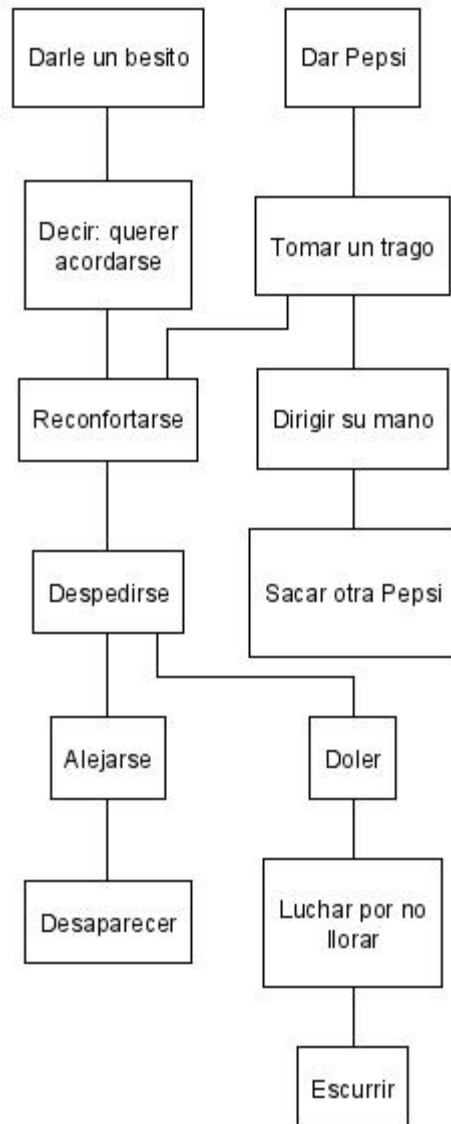 Darle un besito
Dar Pepsi
Decir: querer
acordarse
Tomar un trago
Reconfortarse
Dirigir su mano
Despedirse
Sacar otra Pepsi
Alejarse
Doler
Desaparecer
Luchar por no
llorar
Escurrir